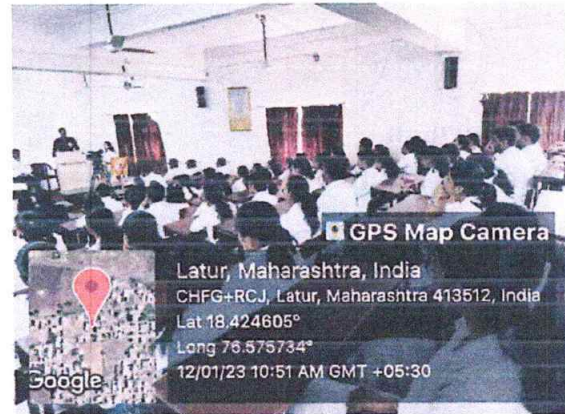 GPS Map Camera
Latur, Maharashtra, India
CHFG+RCJ, Latur, Maharashtra 413512, India
Lat 18.424605°
Long 76.575734°
12/01/23 10:51 AM GMT +05:30
Google